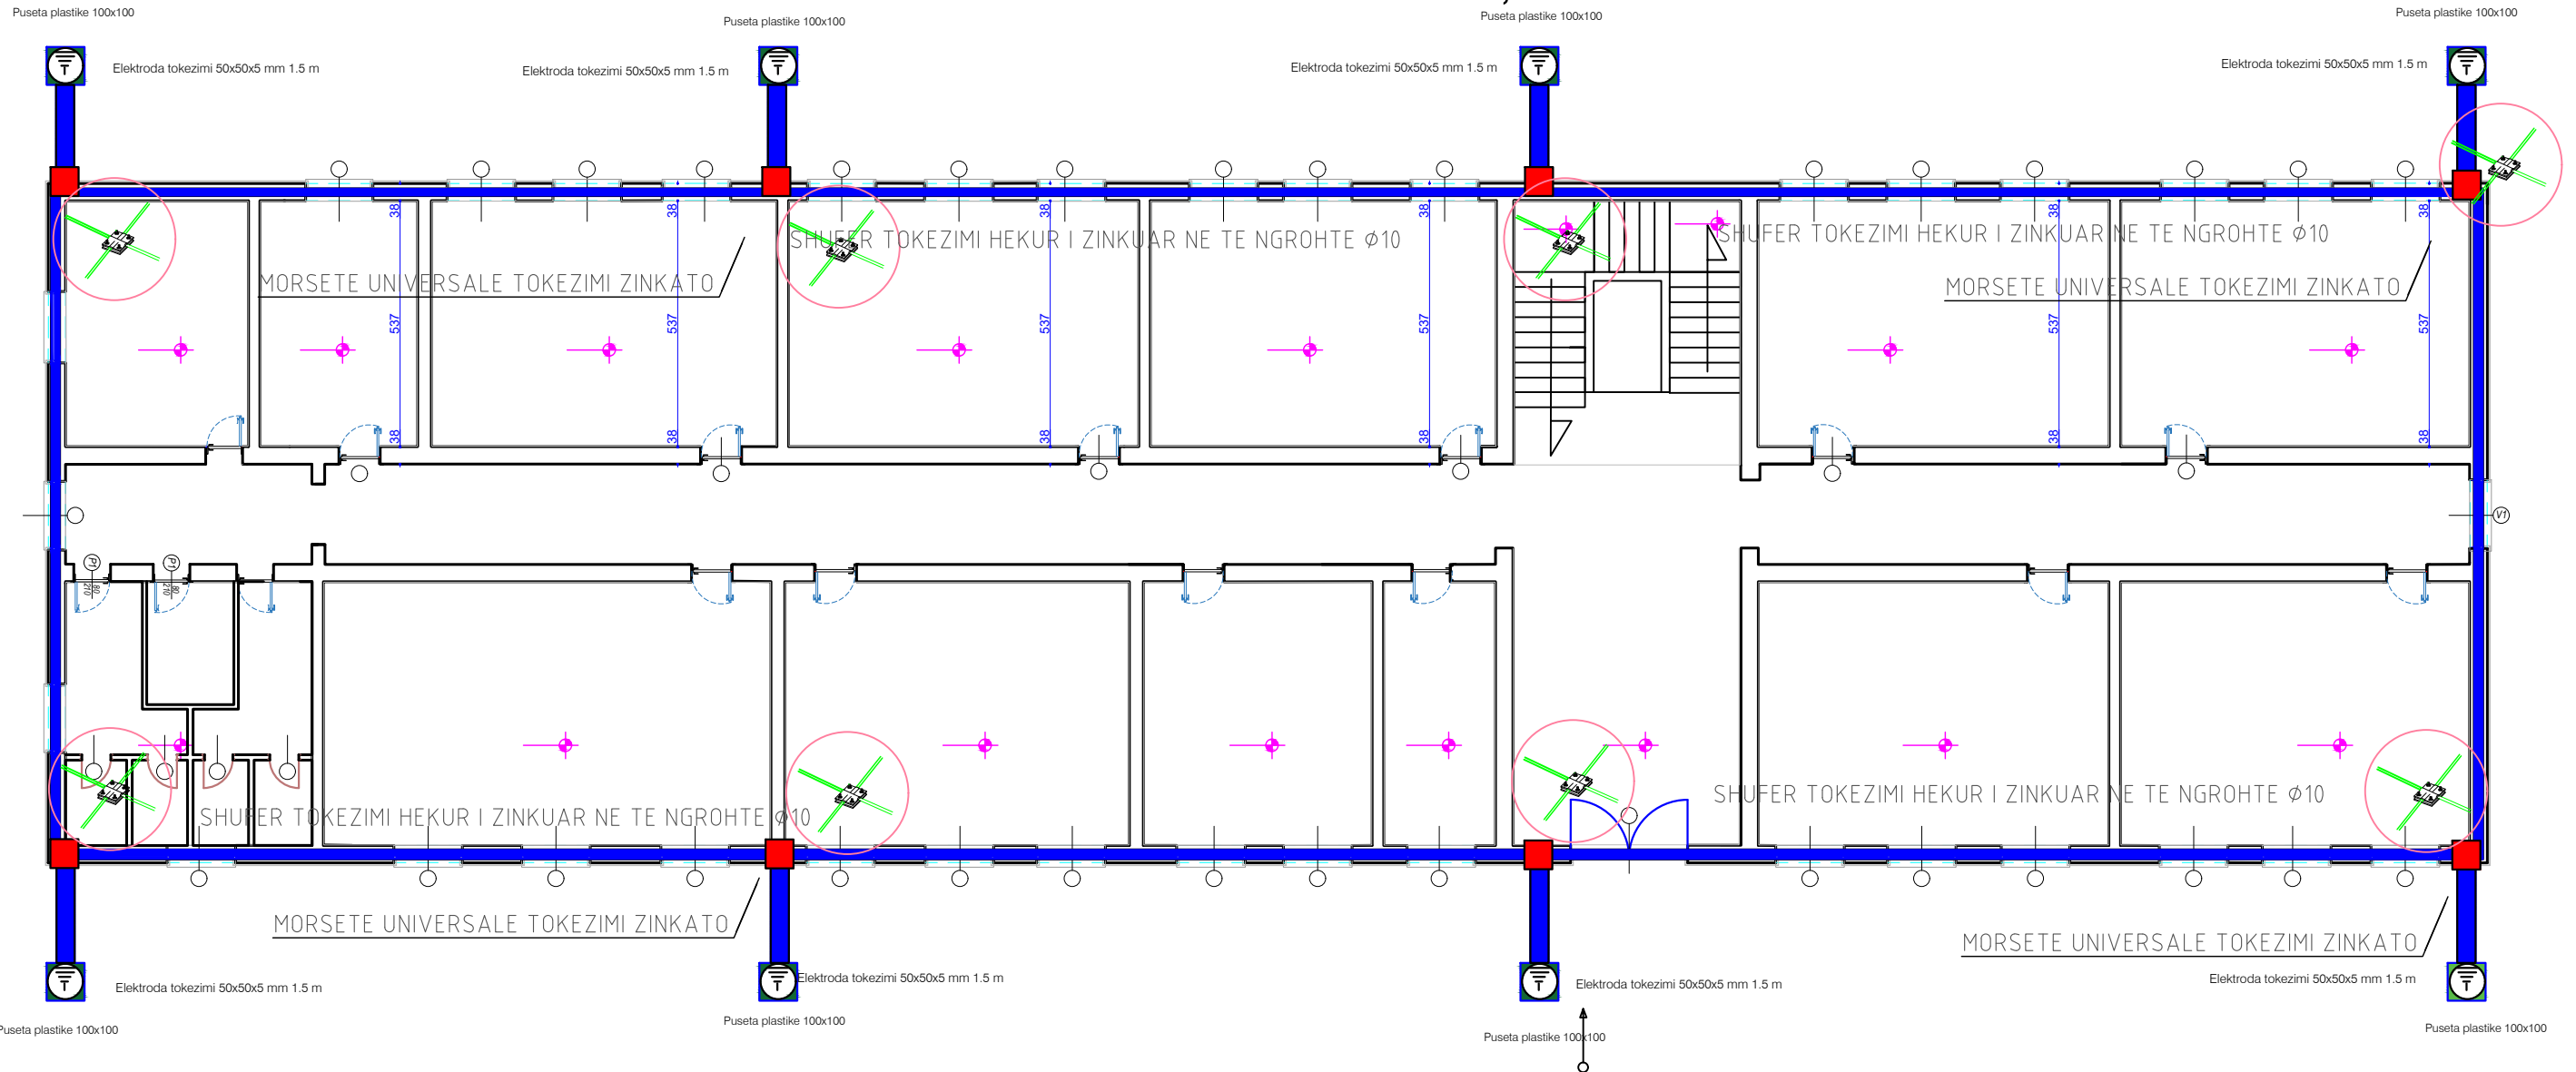 Puseta plastike 100x100
Puseta plastike 100x100
Puseta plastike 100x100
Puseta plastike 100x100
Elektroda tokezimi 50x50x5 mm 1.5 m
Elektroda tokezimi 50x50x5 mm 1.5 m
Elektroda tokezimi 50x50x5 mm 1.5 m
Elektroda tokezimi 50x50x5 mm 1.5 m
38
38
38
38
38
SHUFER TOKEZIMI HEKUR I ZINKUAR NE TE NGROHTE Ø10
SHUFER TOKEZIMI HEKUR I ZINKUAR NE TE NGROHTE Ø10
MORSETE UNIVERSALE TOKEZIMI ZINKATO
MORSETE UNIVERSALE TOKEZIMI ZINKATO
537
537
537
537
537
537
38
38
38
38
38
38
38
V1
P1
P1
80
210
80
210
SHUFER TOKEZIMI HEKUR I ZINKUAR NE TE NGROHTE Ø10
SHUFER TOKEZIMI HEKUR I ZINKUAR NE TE NGROHTE Ø10
MORSETE UNIVERSALE TOKEZIMI ZINKATO
MORSETE UNIVERSALE TOKEZIMI ZINKATO
Elektroda tokezimi 50x50x5 mm 1.5 m
Elektroda tokezimi 50x50x5 mm 1.5 m
Elektroda tokezimi 50x50x5 mm 1.5 m
Elektroda tokezimi 50x50x5 mm 1.5 m
Puseta plastike 100x100
Puseta plastike 100x100
Puseta plastike 100x100
Puseta plastike 100x100